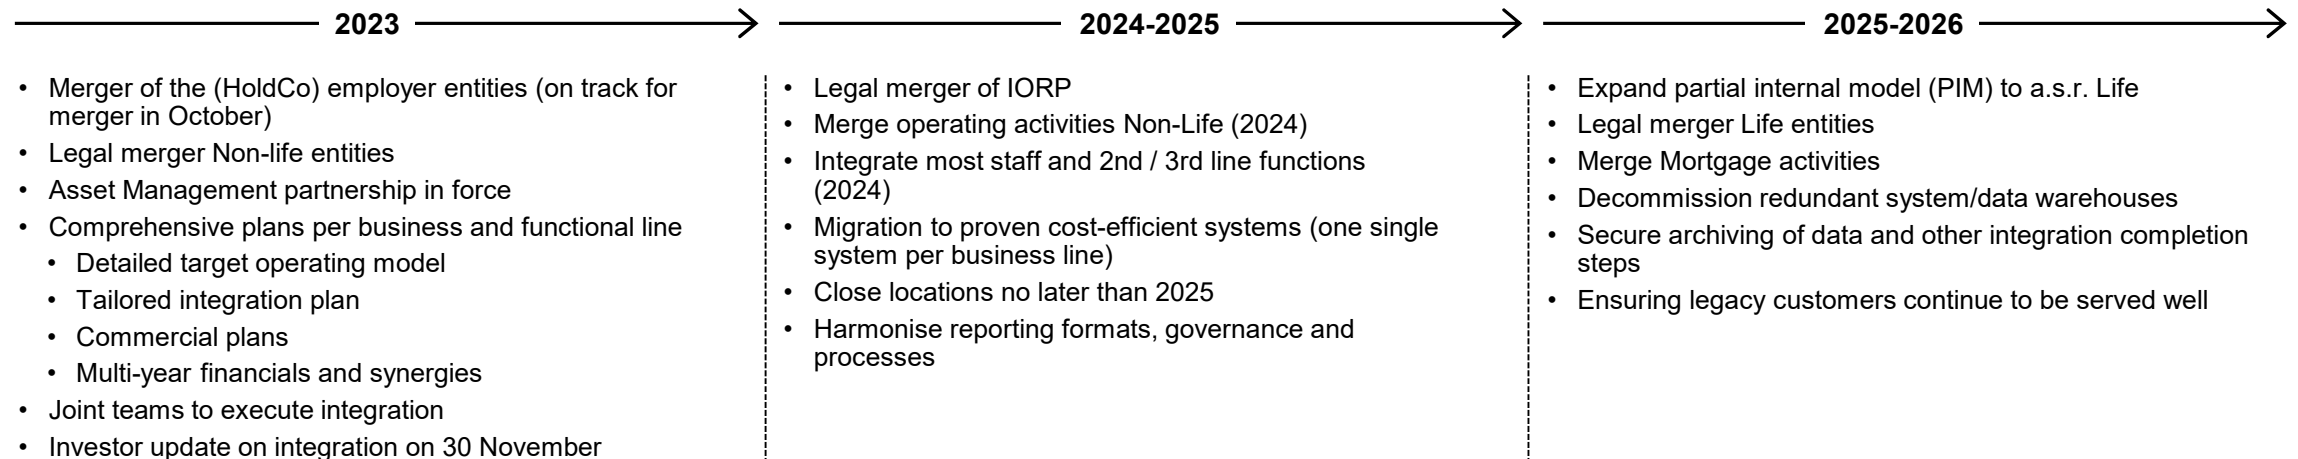 2023
• Merger of the (HoldCo) employer entities (on track for
merger in October)
• Legal merger Non-life entities
• Asset Management partnership in force
• Comprehensive plans per business and functional line
• Detailed target operating model
• Tailored integration plan
• Commercial plans
• Multi-year financials and synergies
• Joint teams to execute integration
• Investor update on integration on 30 November
2024-2025
• Legal merger of IORP
• Merge operating activities Non-Life (2024)
• Integrate most staff and 2nd / 3rd line functions
(2024)
• Migration to proven cost-efficient systems (one single
system per business line)
• Close locations no later than 2025
• Harmonise reporting formats, governance and
processes
2025-2026
• Expand partial internal model (PIM) to a.s.r. Life
• Legal merger Life entities
• Merge Mortgage activities
• Decommission redundant system/data warehouses
• Secure archiving of data and other integration completion
steps
• Ensuring legacy customers continue to be served well